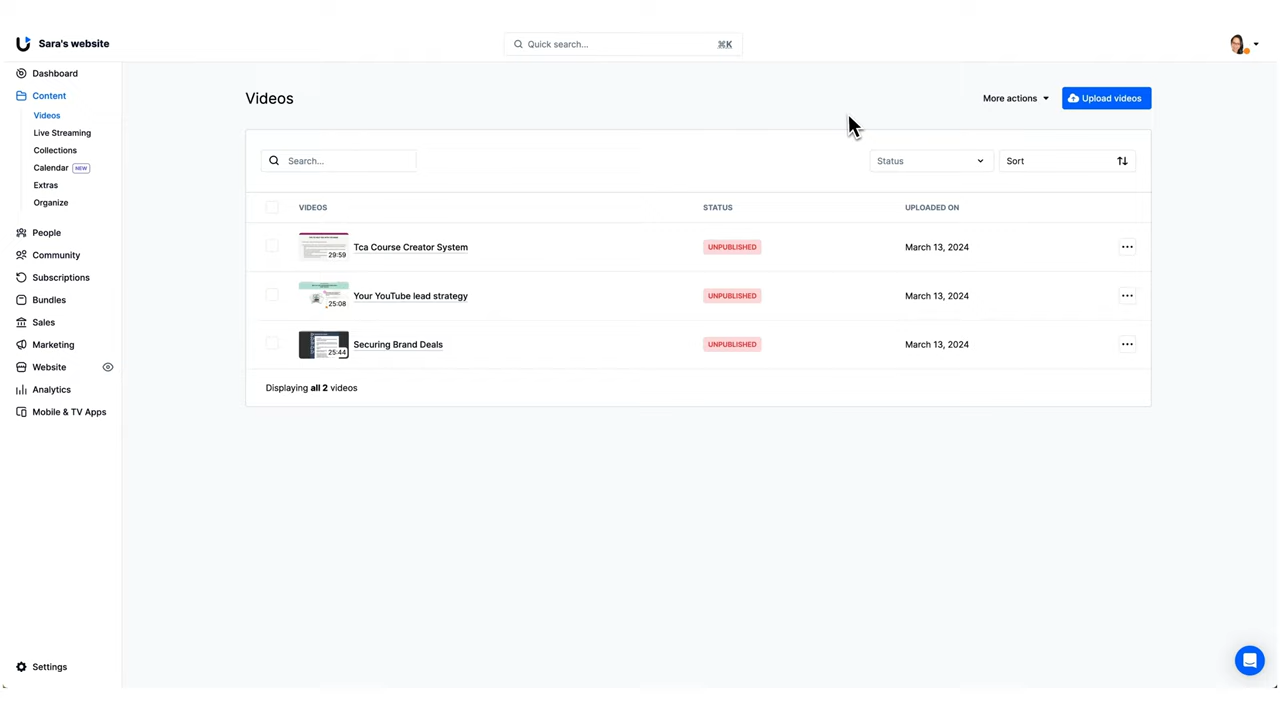 Sara's website
Quick search... ⌘K
Dashboard
Content
Videos
Live Streaming
Collections
Calendar NEW
Extras
Organize
People
Community
Subscriptions
Bundles
Sales
Marketing
Website
Analytics
Mobile & TV Apps
Settings
Videos
More actions
Upload videos
Search...
Status
Sort
VIDEOS STATUS UPLOADED ON
29:59 Tca Course Creator System UNPUBLISHED March 13, 2024
25:08 Your YouTube lead strategy UNPUBLISHED March 13, 2024
25:44 Securing Brand Deals UNPUBLISHED March 13, 2024
Displaying all 2 videos